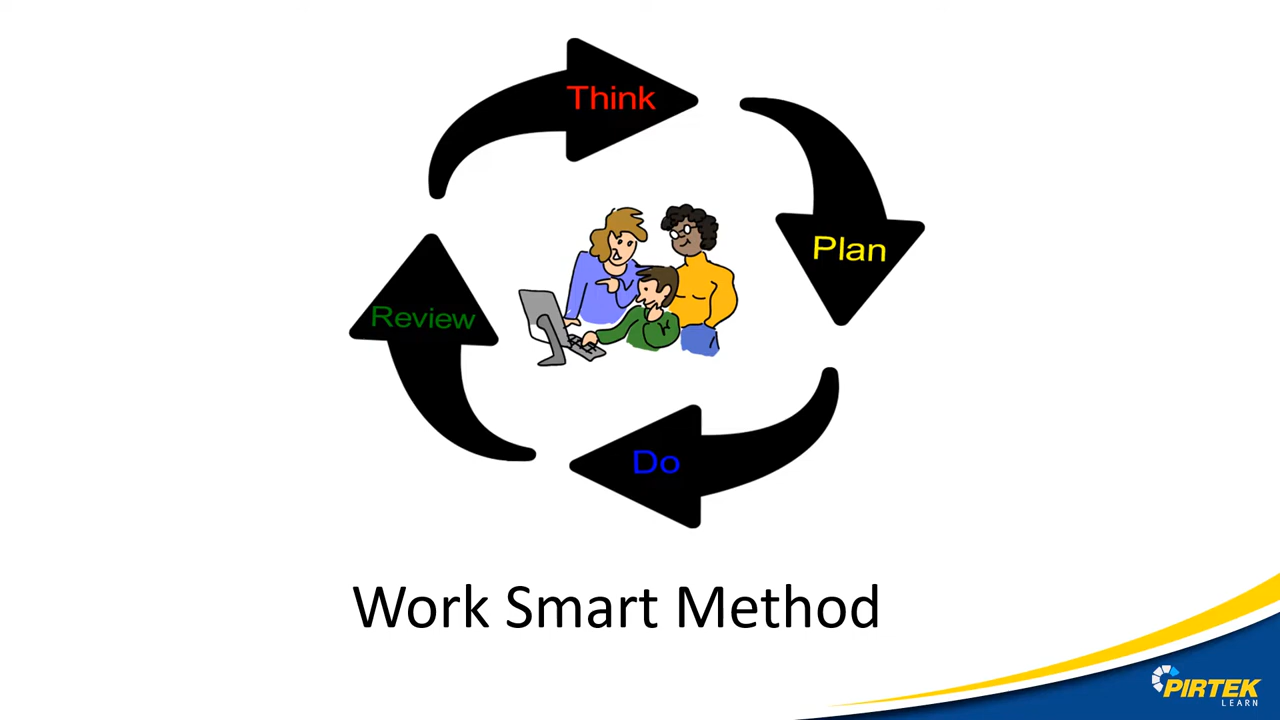 Think
Plan
Review
Do
Work Smart Method
PIRTEK
LEARN